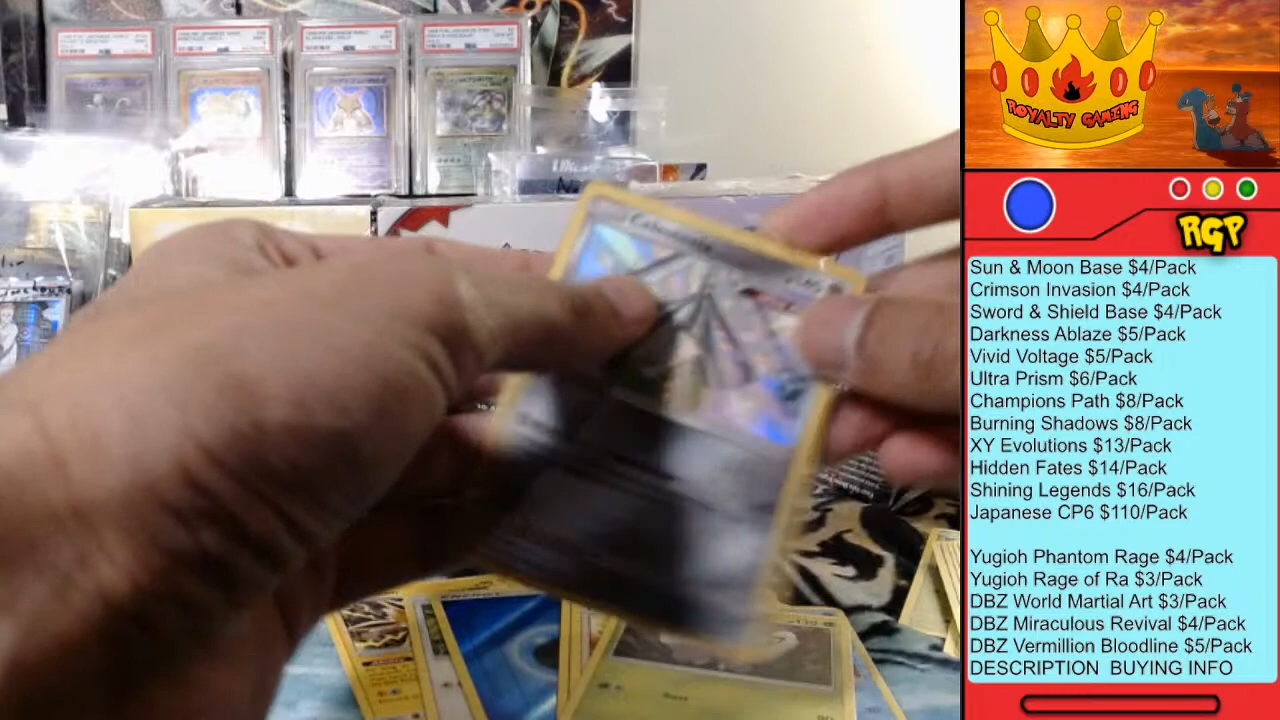 ROYALTY GAMING
RGP
Sun & Moon Base $4/Pack
Crimson Invasion $4/Pack
Sword & Shield Base $4/Pack
Darkness Ablaze $5/Pack
Vivid Voltage $5/Pack
Ultra Prism $6/Pack
Champions Path $8/Pack
Burning Shadows $8/Pack
XY Evolutions $13/Pack
Hidden Fates $14/Pack
Shining Legends $16/Pack
Japanese CP6 $110/Pack
Yugioh Phantom Rage $4/Pack
Yugioh Rage of Ra $3/Pack
DBZ World Martial Art $3/Pack
DBZ Miraculous Revival $4/Pack
DBZ Vermillion Bloodline $5/Pack
DESCRIPTION BUYING INFO
ENERGY